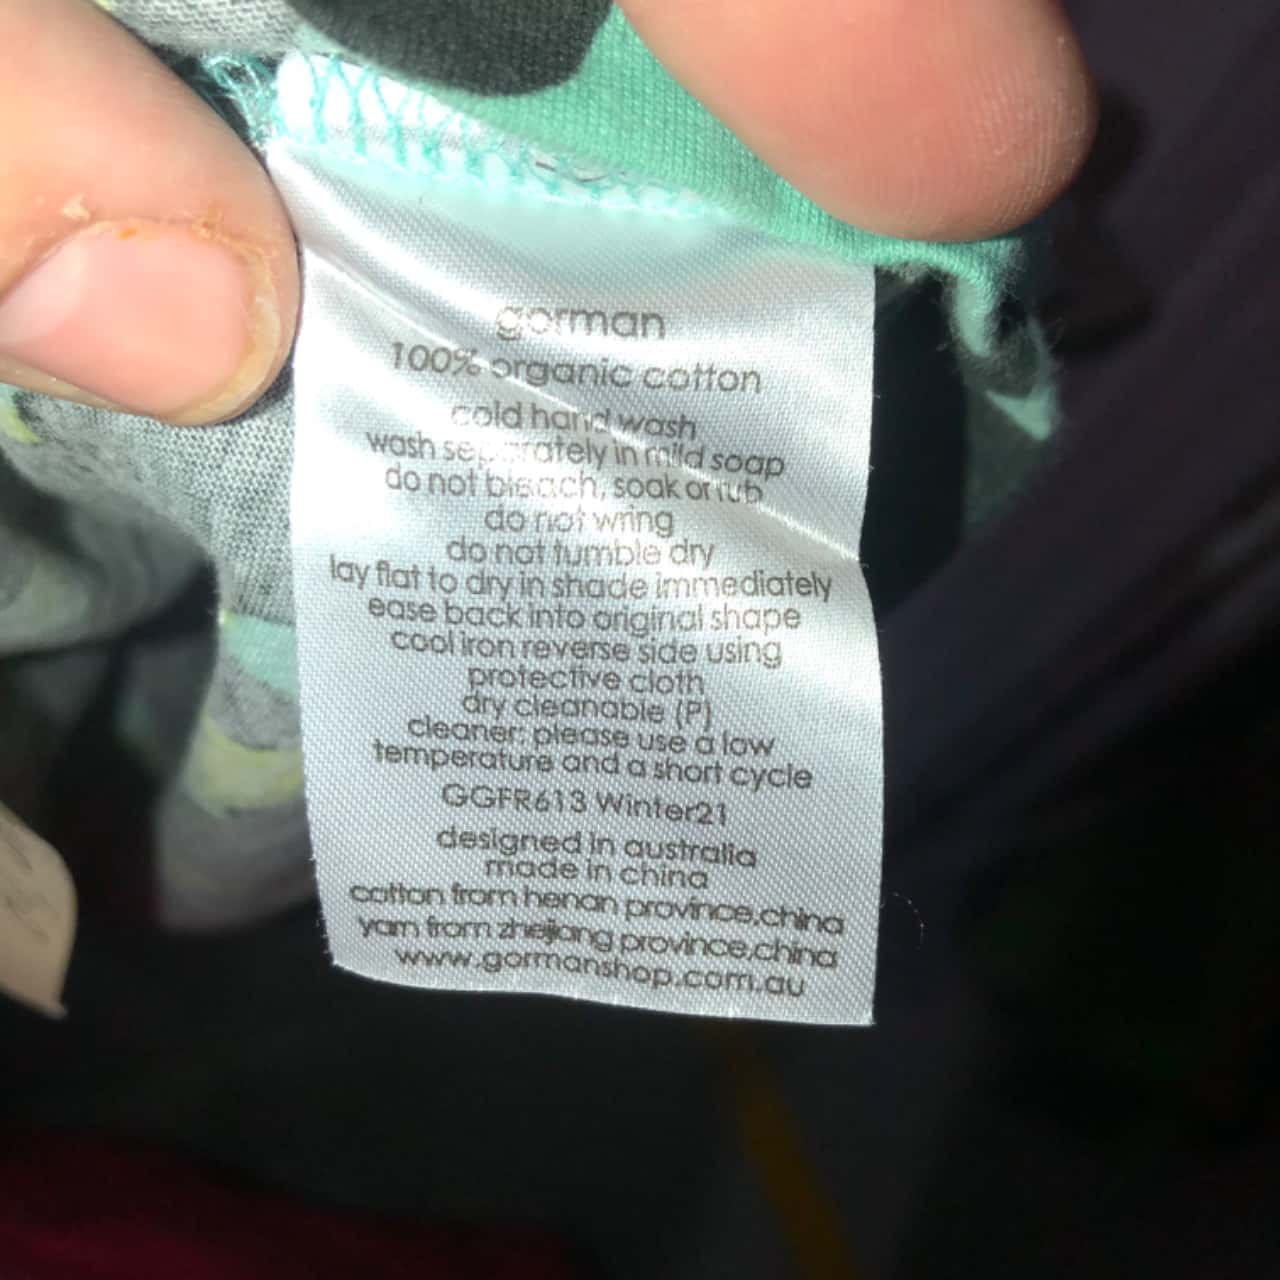 gorman
100% organic cotton
cold hand wash
wash separately in mild soap
do not bleach, soak or rub
do not wring
do not tumble dry
lay flat to dry in shade immediately
ease back into original shape
cool iron reverse side using
protective cloth
dry cleanable (P)
cleaner: please use a low
temperature and a short cycle
GGFR613 Winter21
designed in australia
made in china
cotton from henan province,china
yarn from zhejiang province,china
www.gormanshop.com.au